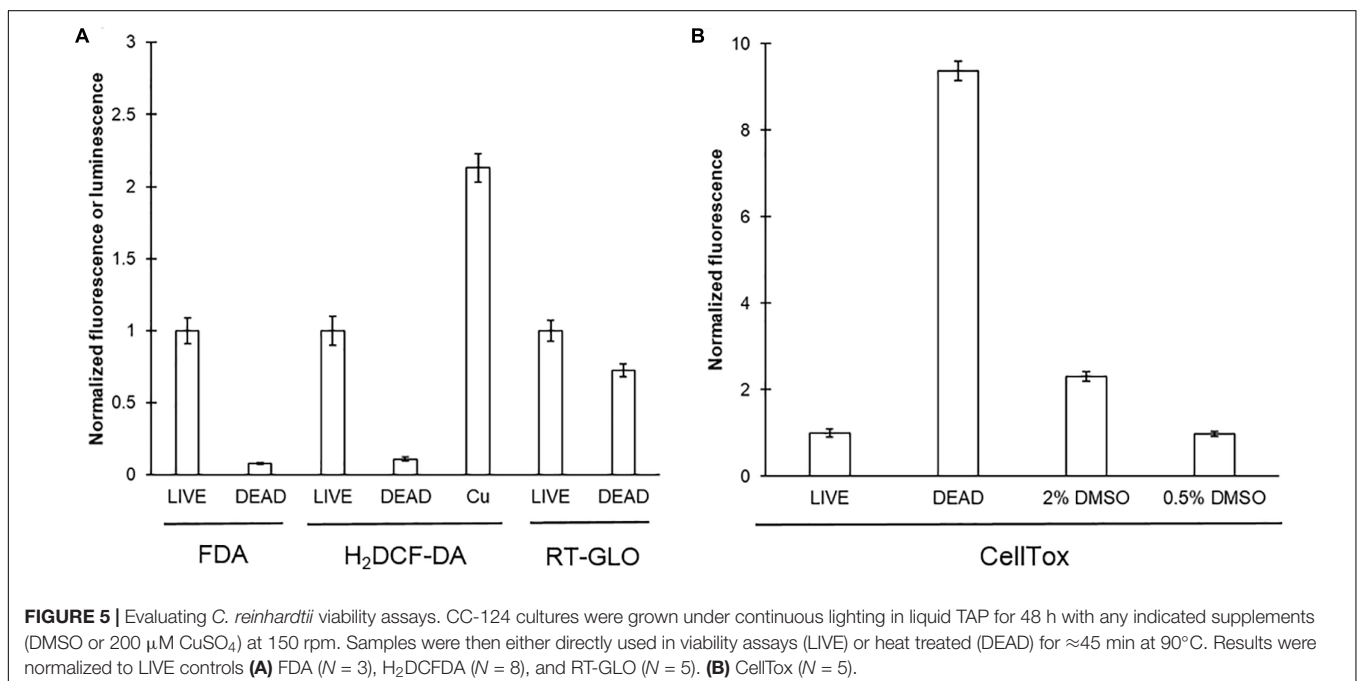 A
Normalized fluorescence or luminescence
3
2.5
2
1.5
1
0.5
0
LIVE DEAD LIVE DEAD Cu LIVE DEAD
FDA H₂DCF-DA RT-GLO
B
Normalized fluorescence
10
8
6
4
2
0
LIVE DEAD 2% DMSO 0.5% DMSO
CellTox
FIGURE 5 | Evaluating C. reinhardtii viability assays. CC-124 cultures were grown under continuous lighting in liquid TAP for 48 h with any indicated supplements
(DMSO or 200 μM CuSO₄) at 150 rpm. Samples were then either directly used in viability assays (LIVE) or heat treated (DEAD) for ≈45 min at 90°C. Results were
normalized to LIVE controls (A) FDA (N = 3), H₂DCFDA (N = 8), and RT-GLO (N = 5). (B) CellTox (N = 5).